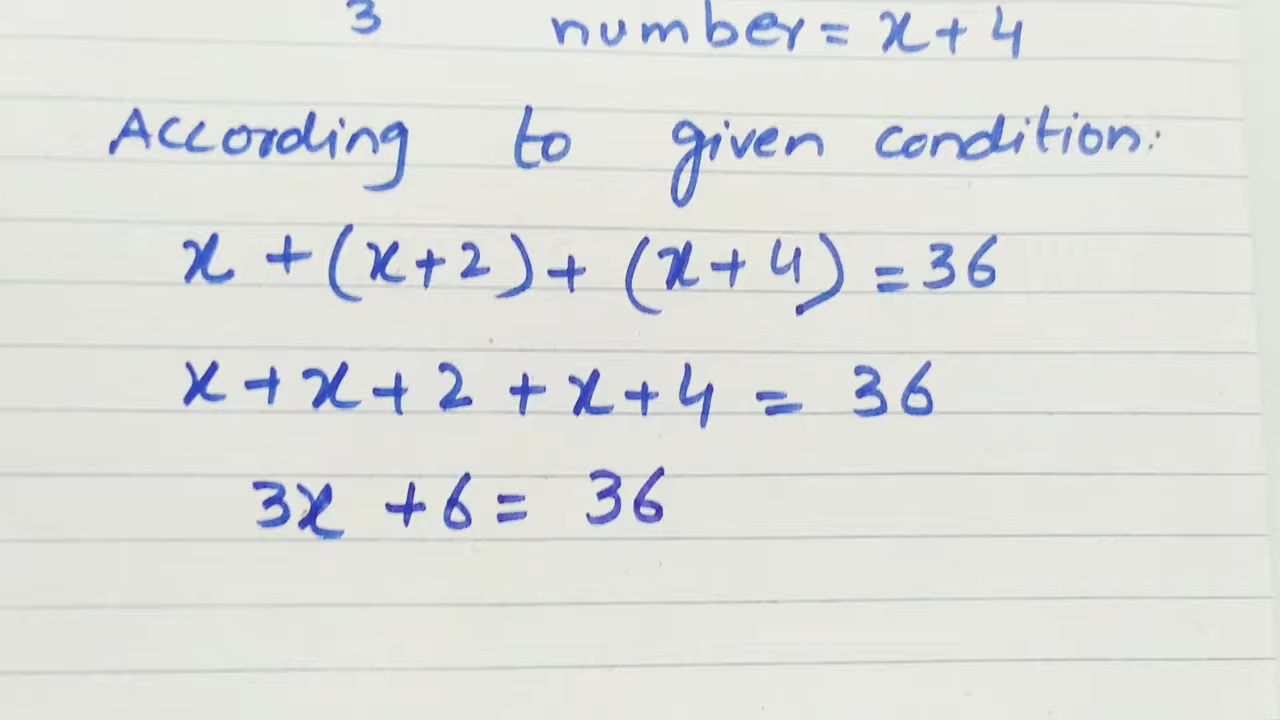 3 number = x + 4
According to given condition:
x + (x+2) + (x+4) = 36
x + x + 2 + x + 4 = 36
3x + 6 = 36